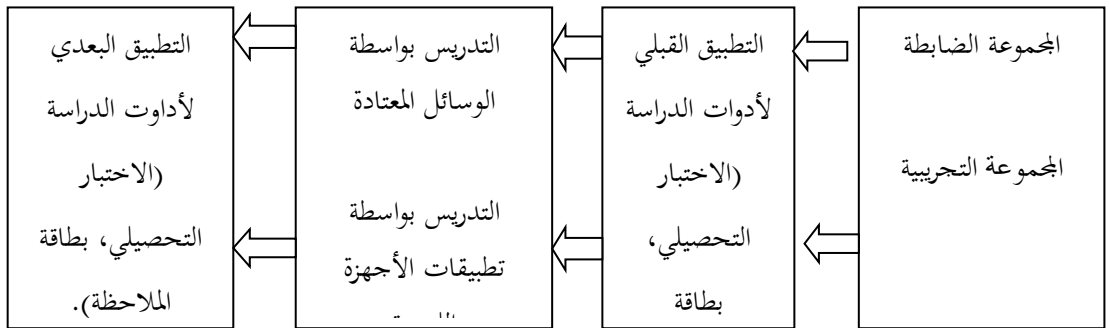 المجموعة الضابطة
المجموعة التجريبية
التطبيق القبلي
لأدوات الدراسة
(الاختبار
التحصيلي،
بطاقة
التدريس بواسطة
الوسائل المعتادة
التدريس بواسطة
تطبيقات الأجهزة
التطبيق البعدي
لأداوت الدراسة
(الاختبار
التحصيلي، بطاقة
الملاحظة).